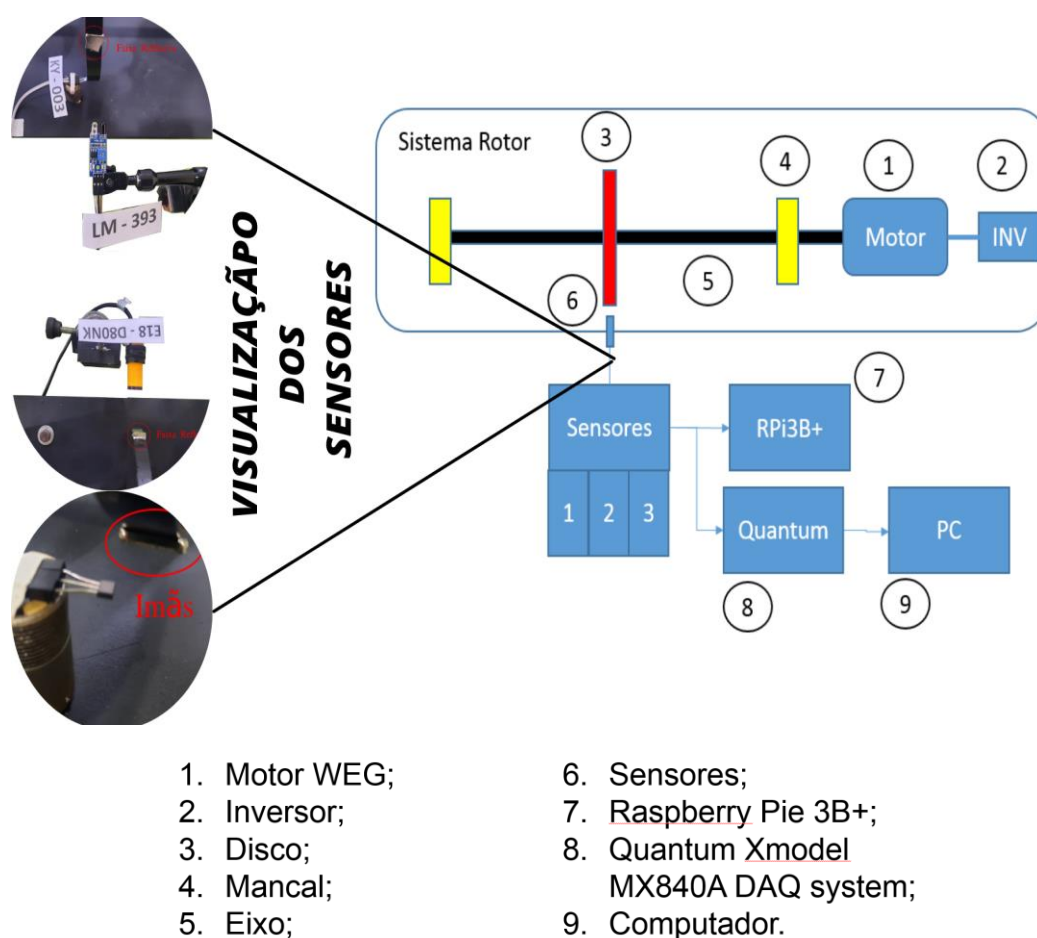 KY - 003
Fita Reflexiva
LM - 393
E18 - D80NK
Imãs
VISUALIZAÇÃPO
DOS
SENSORES
Sistema Rotor
3
4
1
2
Motor
INV
6
5
Sensores
1 2 3
RPi3B+
7
Quantum
PC
8
9
1. Motor WEG;
2. Inversor;
3. Disco;
4. Mancal;
5. Eixo;
6. Sensores;
7. Raspberry Pie 3B+;
8. Quantum Xmodel
MX840A DAQ system;
9. Computador.